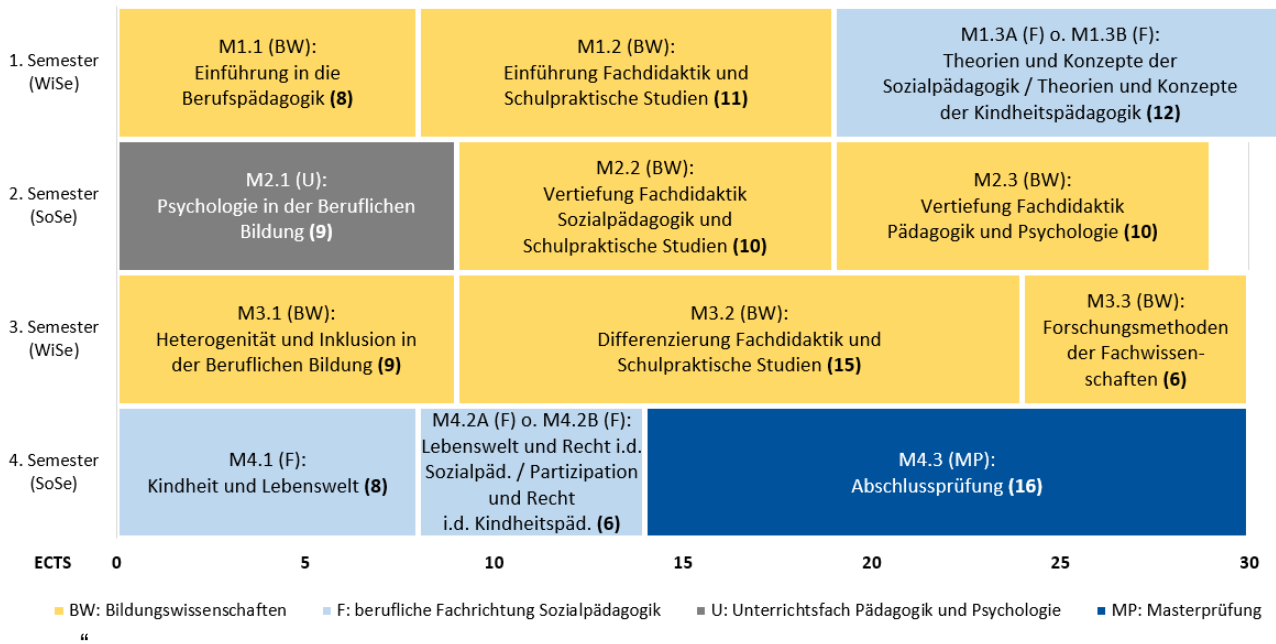 1. Semester
(WiSe)
M1.1 (BW):
Einführung in die
Berufspädagogik (8)
M1.2 (BW):
Einführung Fachdidaktik und
Schulpraktische Studien (11)
M1.3A (F) o. M1.3B (F):
Theorien und Konzepte der
Sozialpädagogik / Theorien und Konzepte
der Kindheitspädagogik (12)
2. Semester
(SoSe)
M2.1 (U):
Psychologie in der Beruflichen
Bildung (9)
M2.2 (BW):
Vertiefung Fachdidaktik
Sozialpädagogik und
Schulpraktische Studien (10)
M2.3 (BW):
Vertiefung Fachdidaktik
Pädagogik und Psychologie (10)
3. Semester
(WiSe)
M3.1 (BW):
Heterogenität und Inklusion in
der Beruflichen Bildung (9)
M3.2 (BW):
Differenzierung Fachdidaktik und
Schulpraktische Studien (15)
M3.3 (BW):
Forschungsmethoden
der Fachwissen-
schaften (6)
4. Semester
(SoSe)
M4.1 (F):
Kindheit und Lebenswelt (8)
M4.2A (F) o. M4.2B (F):
Lebenswelt und Recht i.d.
Sozialpäd. / Partizipation
und Recht
i.d. Kindheitspäd. (6)
M4.3 (MP):
Abschlussprüfung (16)
ECTS 0 5 10 15 20 25 30
BW: Bildungswissenschaften F: berufliche Fachrichtung Sozialpädagogik U: Unterrichtsfach Pädagogik und Psychologie MP: Masterprüfung
“